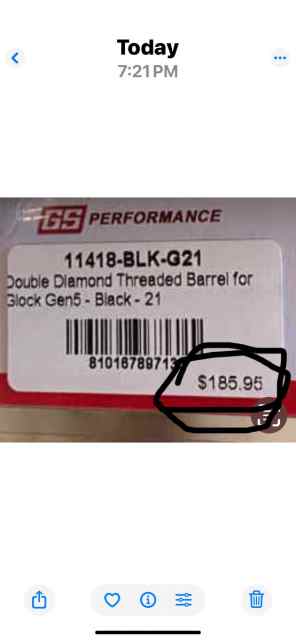 Today
7:21 PM
GS PERFORMANCE
11418-BLK-G21
Double Diamond Threaded Barrel for
Glock Gen5 - Black - 21
$185.95